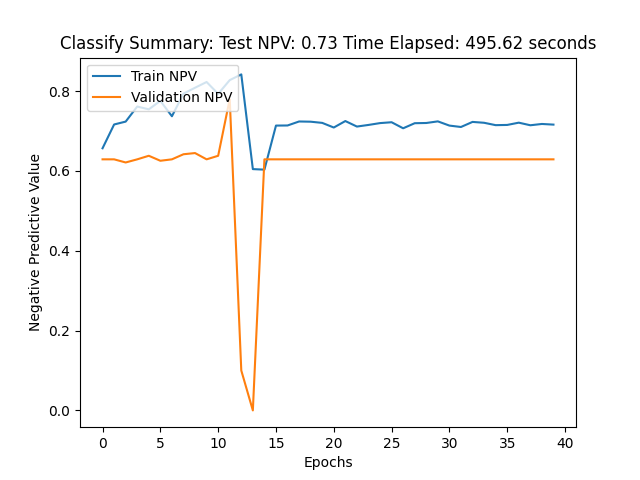 Classify Summary: Test NPV: 0.73 Time Elapsed: 495.62 seconds
Train NPV
Validation NPV
Negative Predictive Value
0.8
0.6
0.4
0.2
0.0
0 5 10 15 20 25 30 35 40
Epochs